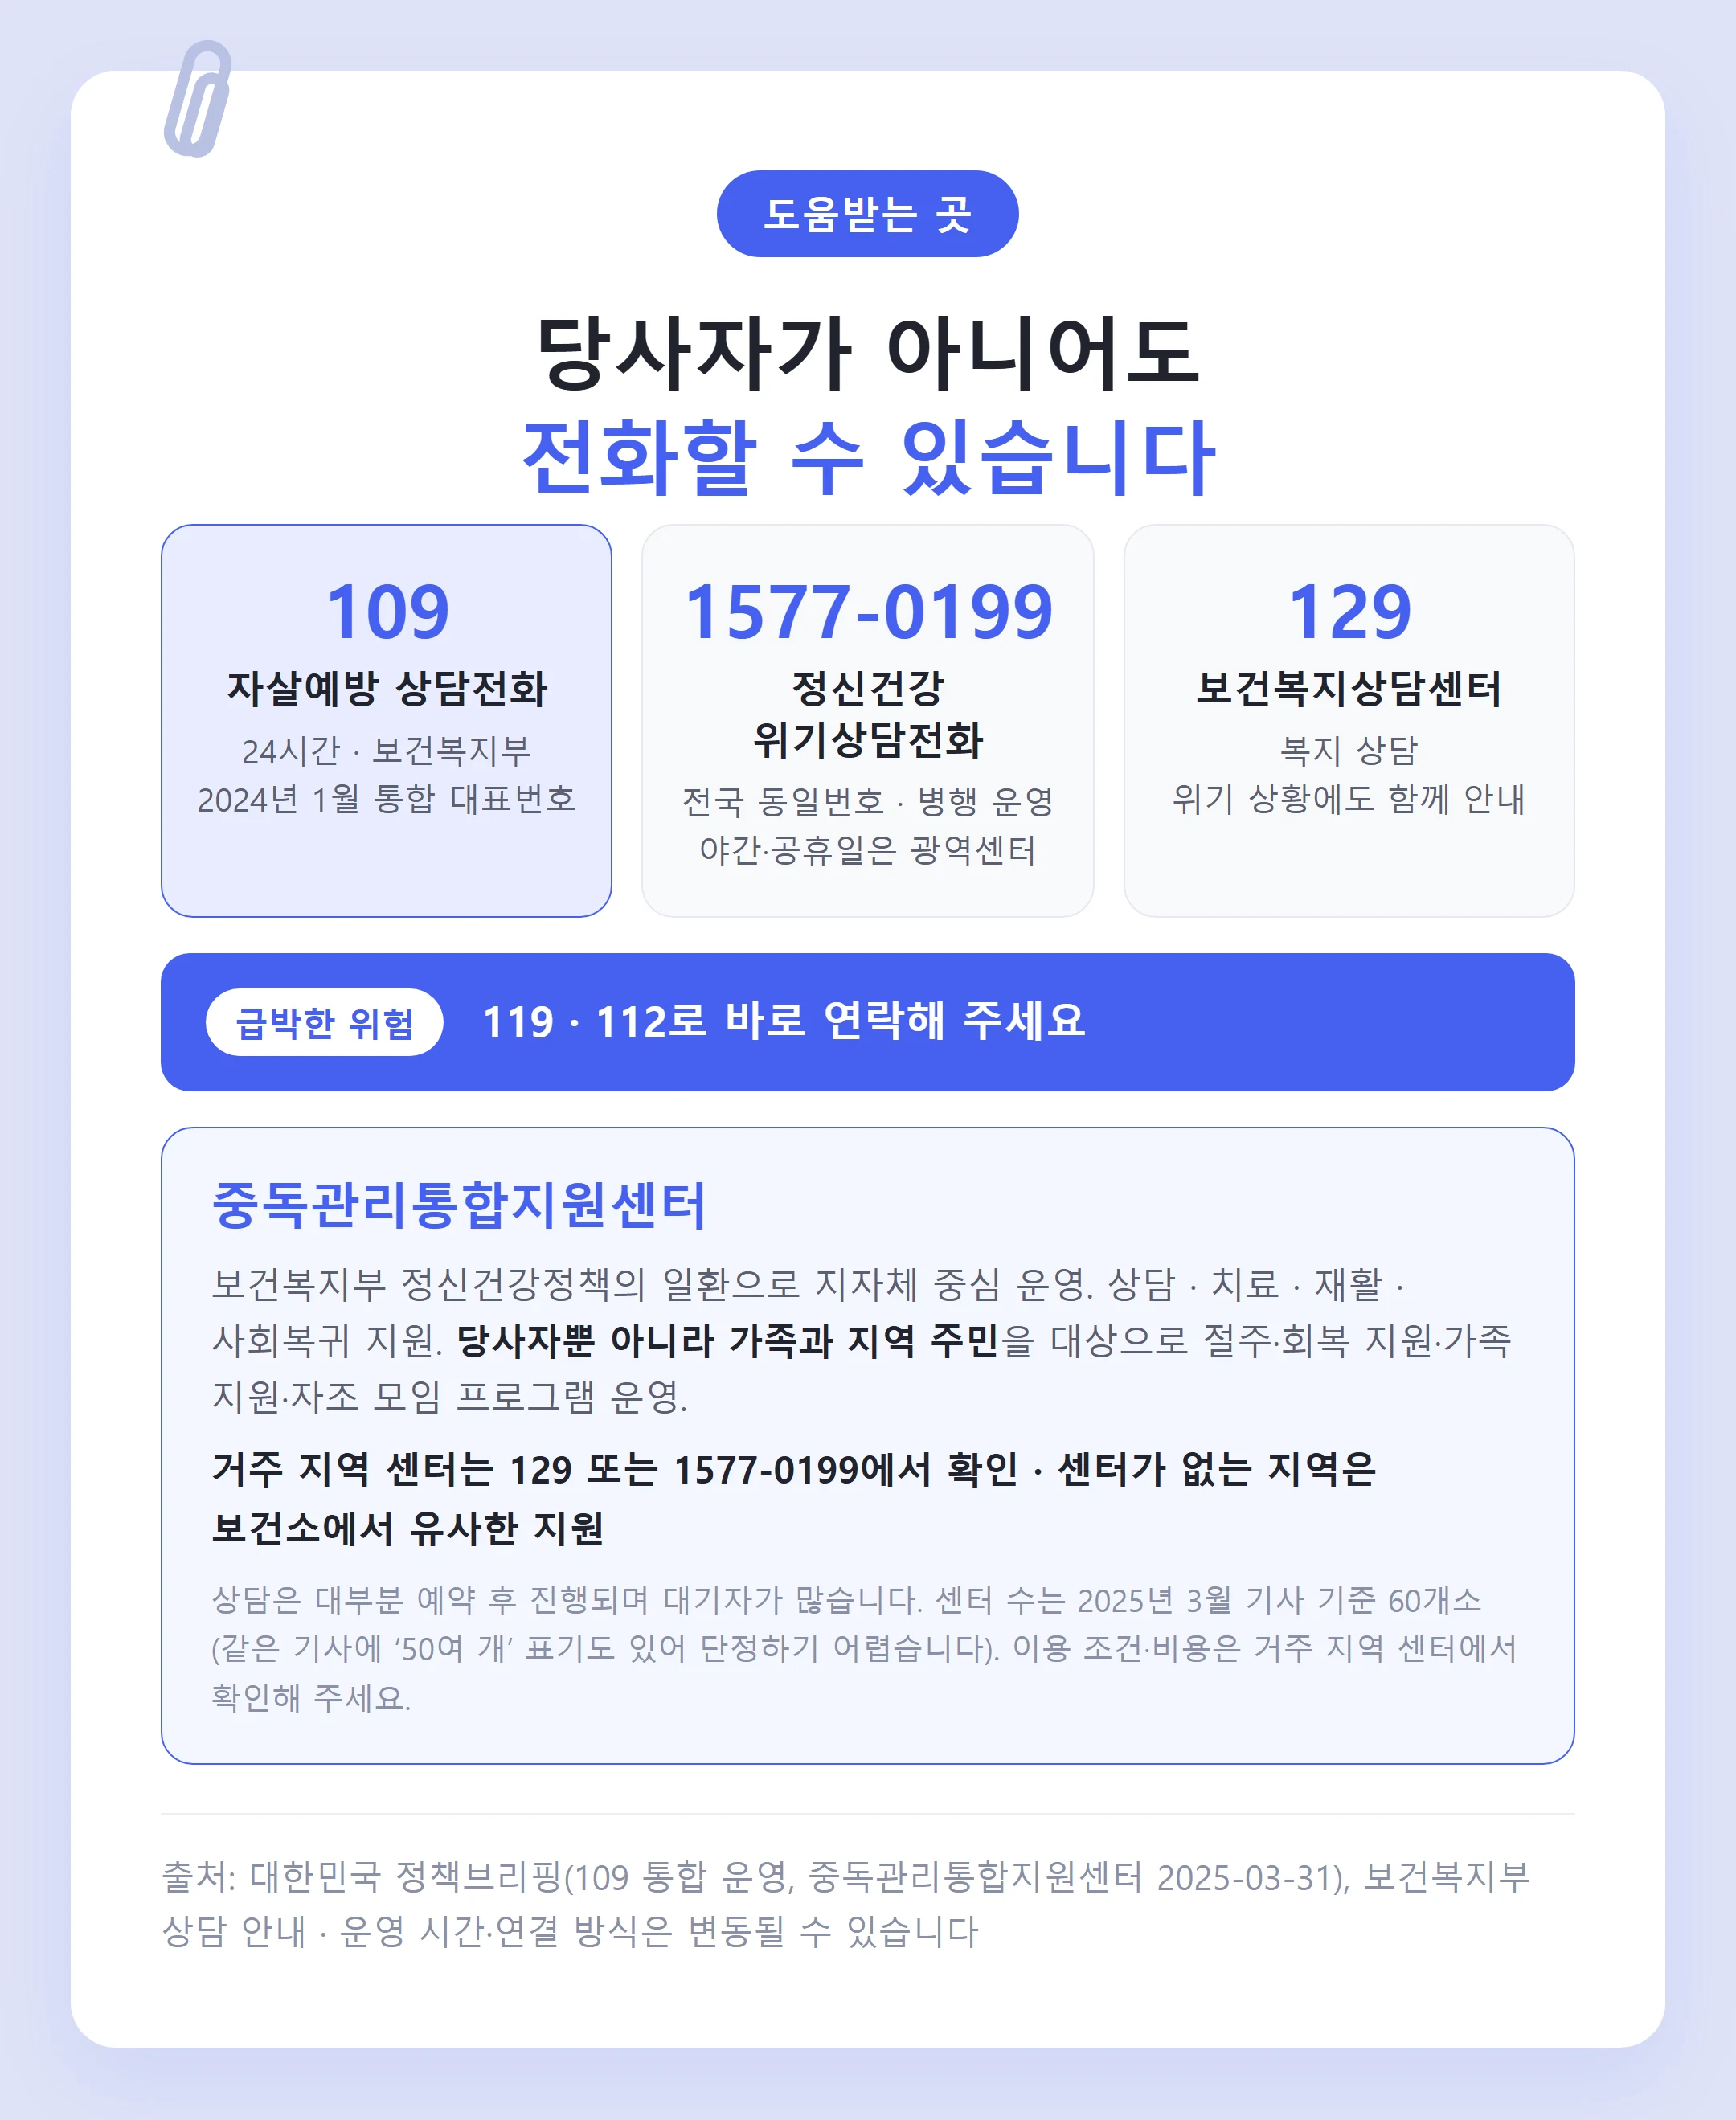 도움받는 곳
당사자가 아니어도
전화할 수 있습니다
109
자살예방 상담전화
24시간 · 보건복지부
2024년 1월 통합 대표번호
1577-0199
정신건강
위기상담전화
전국 동일번호 · 병행 운영
야간·공휴일은 광역센터
129
보건복지상담센터
복지 상담
위기 상황에도 함께 안내
급박한 위험
119 · 112로 바로 연락해 주세요
중독관리통합지원센터
보건복지부 정신건강정책의 일환으로 지자체 중심 운영. 상담 · 치료 · 재활 ·
사회복귀 지원. 당사자뿐 아니라 가족과 지역 주민을 대상으로 절주·회복 지원·가족
지원·자조 모임 프로그램 운영.
거주 지역 센터는 129 또는 1577-0199에서 확인 · 센터가 없는 지역은
보건소에서 유사한 지원
상담은 대부분 예약 후 진행되며 대기자가 많습니다. 센터 수는 2025년 3월 기사 기준 60개소
(같은 기사에 ‘50여 개’ 표기도 있어 단정하기 어렵습니다). 이용 조건·비용은 거주 지역 센터에서
확인해 주세요.
출처: 대한민국 정책브리핑(109 통합 운영, 중독관리통합지원센터 2025-03-31), 보건복지부
상담 안내 · 운영 시간·연결 방식은 변동될 수 있습니다